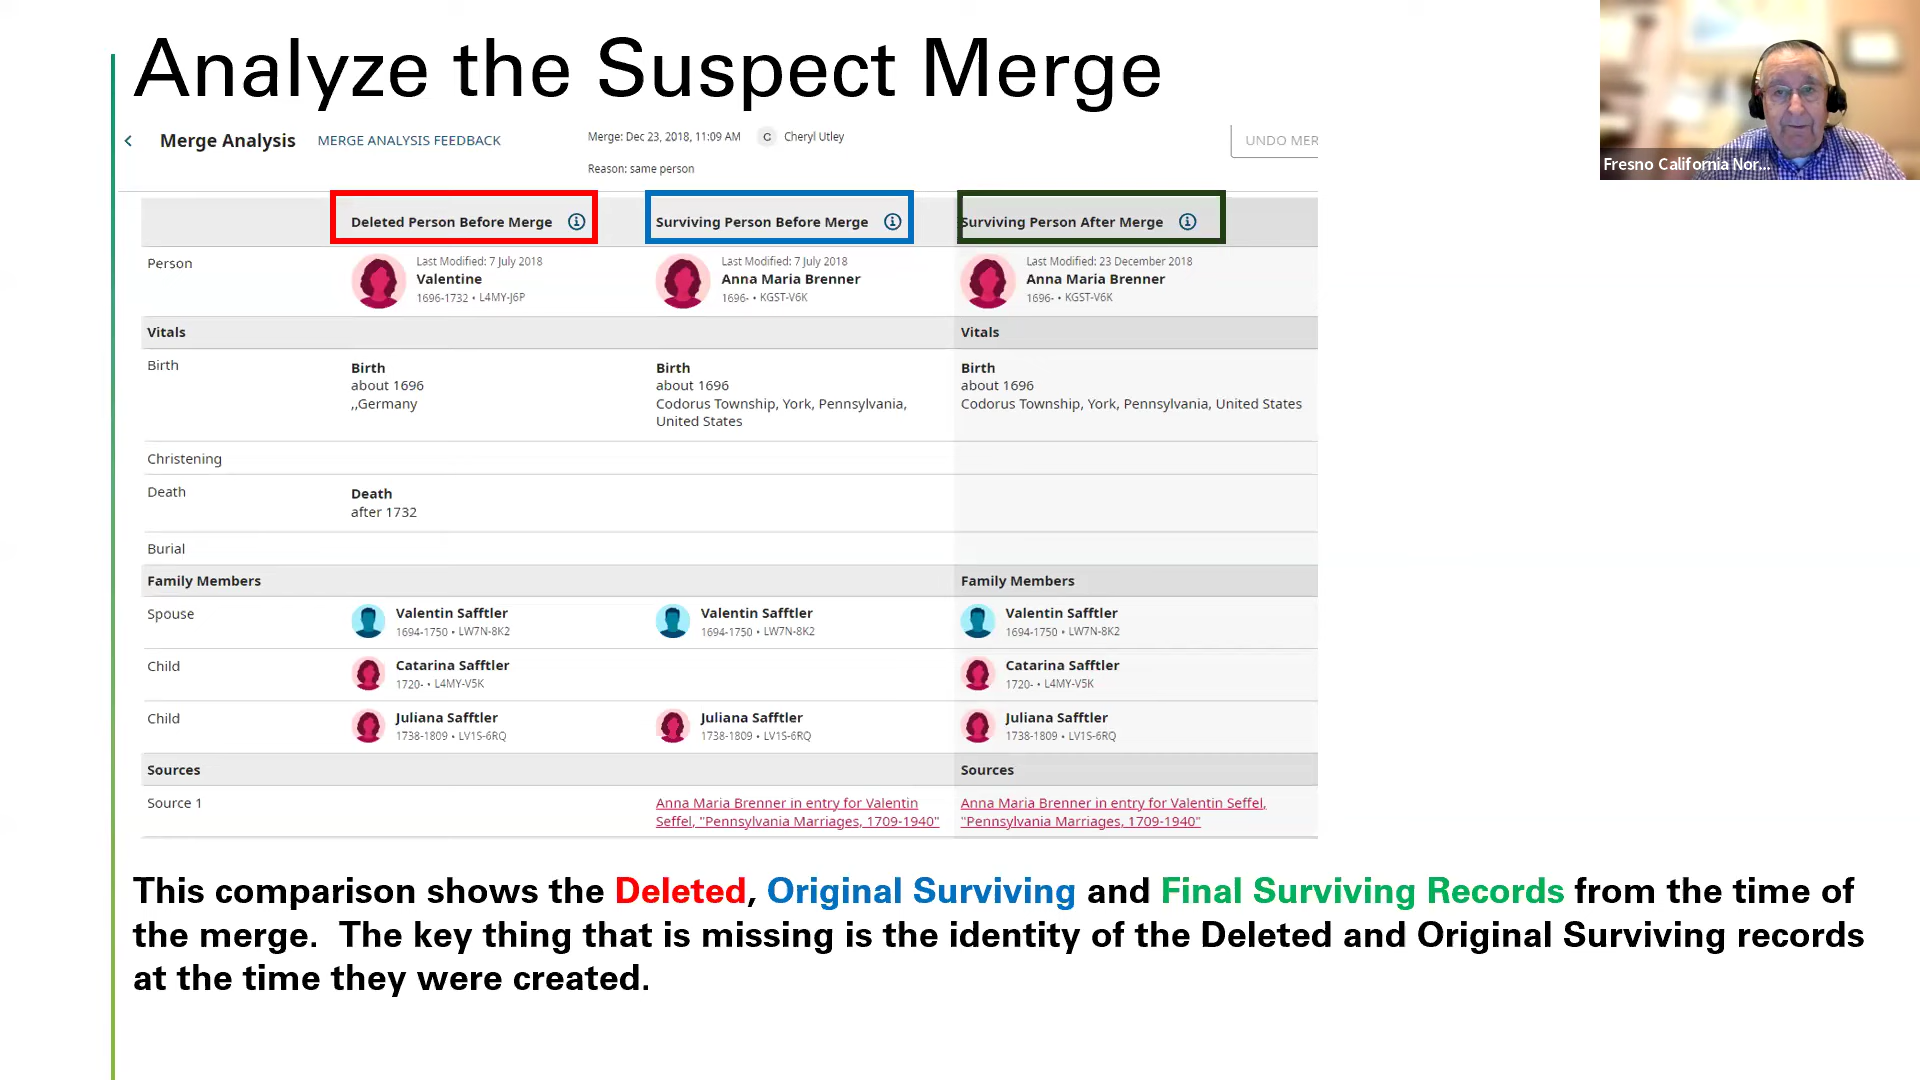 Analyze the Suspect Merge
Merge Analysis MERGE ANALYSIS FEEDBACK Merge: Dec 23, 2018, 11:09 AM C Cheryl Utley UNDO MER
Reason: same person
Deleted Person Before Merge Surviving Person Before Merge Surviving Person After Merge
Person
Last Modified: 7 July 2018
Valentine
1696-1732 • L4MY-J6P
Last Modified: 7 July 2018
Anna Maria Brenner
1696- • KGST-V6K
Last Modified: 23 December 2018
Anna Maria Brenner
1696- • KGST-V6K
Vitals Vitals
Birth
Birth
about 1696
,,Germany
Birth
about 1696
Codorus Township, York, Pennsylvania,
United States
Birth
about 1696
Codorus Township, York, Pennsylvania, United States
Christening
Death
Death
after 1732
Burial
Family Members Family Members
Spouse
Valentin Safftler
1694-1750 • LW7N-8K2
Valentin Safftler
1694-1750 • LW7N-8K2
Valentin Safftler
1694-1750 • LW7N-8K2
Child
Catarina Safftler
1720- • L4MY-V5K
Catarina Safftler
1720- • L4MY-V5K
Child
Juliana Safftler
1738-1809 • LV1S-6RQ
Juliana Safftler
1738-1809 • LV1S-6RQ
Juliana Safftler
1738-1809 • LV1S-6RQ
Sources Sources
Source 1
Anna Maria Brenner in entry for Valentin
Seffel, "Pennsylvania Marriages, 1709-1940"
Anna Maria Brenner in entry for Valentin Seffel,
"Pennsylvania Marriages, 1709-1940"
This comparison shows the Deleted, Original Surviving and Final Surviving Records from the time of
the merge. The key thing that is missing is the identity of the Deleted and Original Surviving records
at the time they were created.
Fresno California Nor...